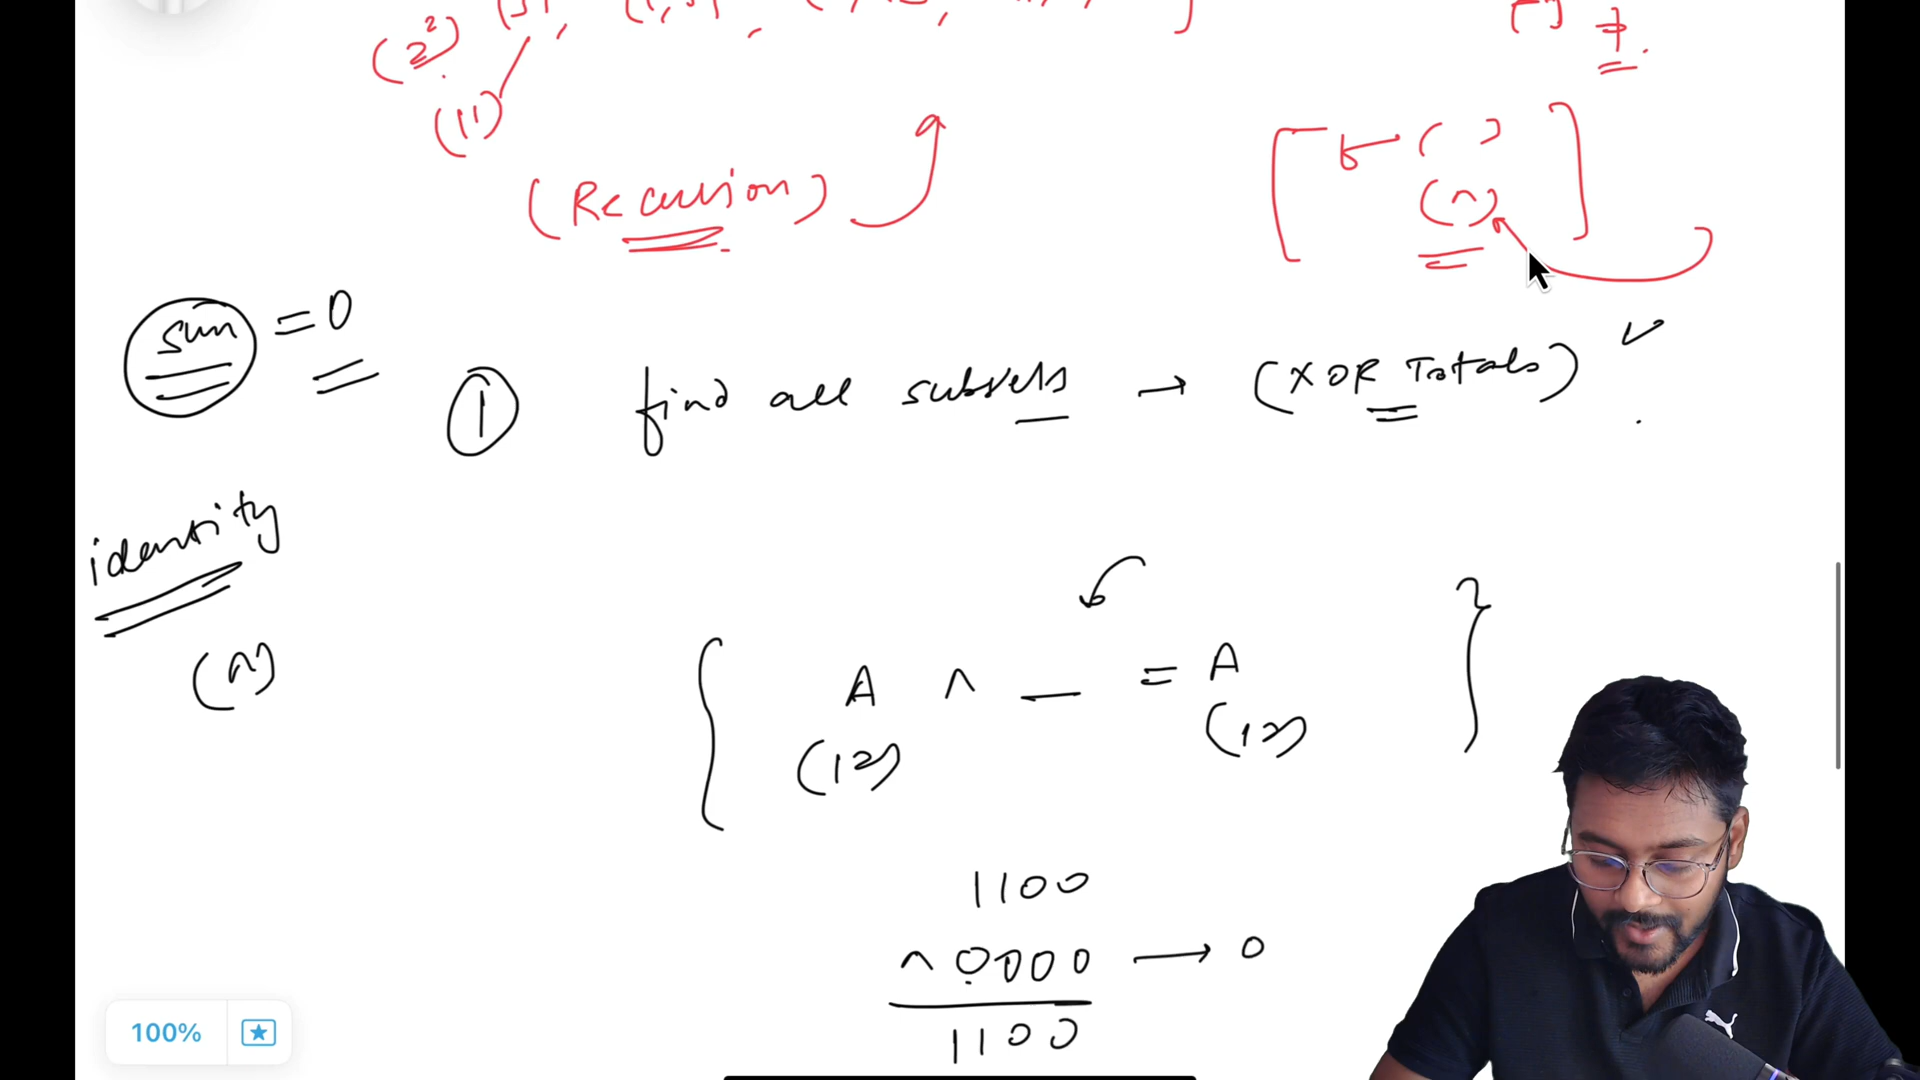 (2²)
(11)
(Recursion)
[ ← ( ) ]
(^)
sum = 0
① find all subsets → (XOR Totals) ✓
identity
(^)
{ A ^ __ = A }
(12) (12)
1100
^ 0000 → 0
1100
100%